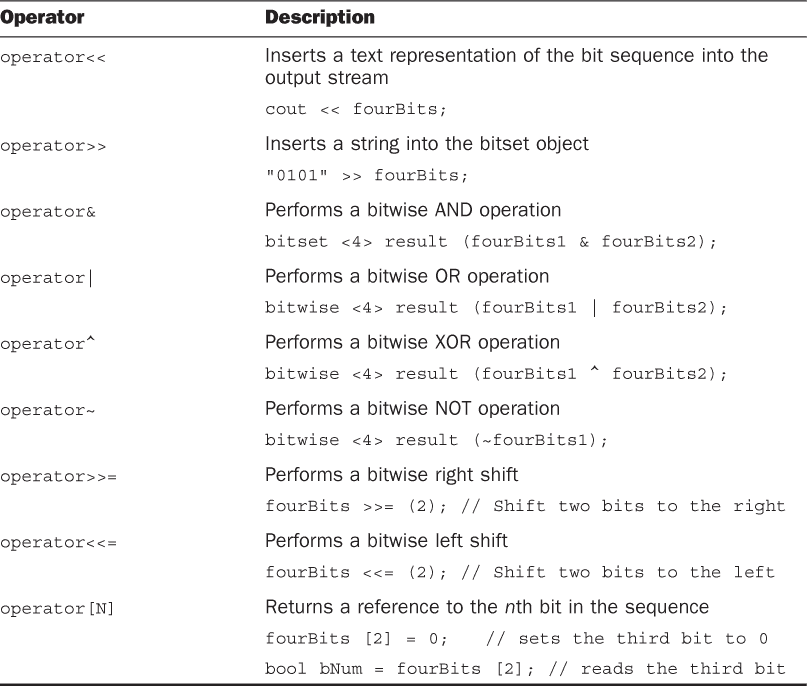 Operator Description
operator<< Inserts a text representation of the bit sequence into the
output stream
cout << fourBits;
operator>> Inserts a string into the bitset object
"0101" >> fourBits;
operator& Performs a bitwise AND operation
bitset <4> result (fourBits1 & fourBits2);
operator| Performs a bitwise OR operation
bitwise <4> result (fourBits1 | fourBits2);
operator^ Performs a bitwise XOR operation
bitwise <4> result (fourBits1 ^ fourBits2);
operator~ Performs a bitwise NOT operation
bitwise <4> result (~fourBits1);
operator>>= Performs a bitwise right shift
fourBits >>= (2); // Shift two bits to the right
operator<<= Performs a bitwise left shift
fourBits <<= (2); // Shift two bits to the left
operator[N] Returns a reference to the nth bit in the sequence
fourBits [2] = 0; // sets the third bit to 0
bool bNum = fourBits [2]; // reads the third bit